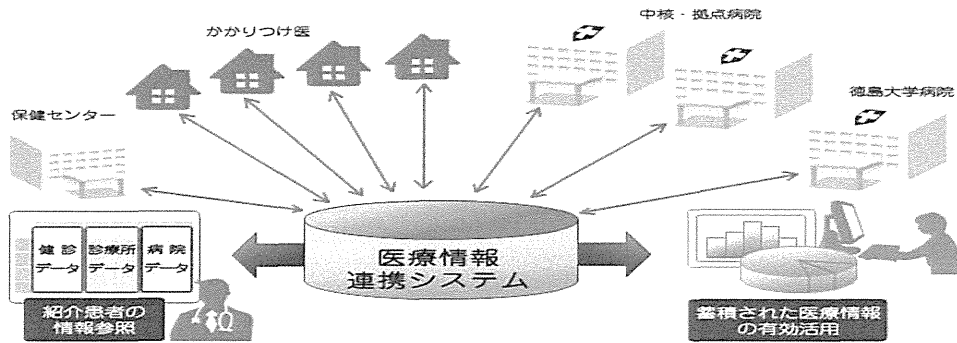 中核・拠点病院
かかりつけ医
徳島大学病院
保健センター
健診
データ
診療所
データ
病院
データ
医療情報
連携システム
紹介患者の
情報参照
蓄積された医療情報
の有効活用